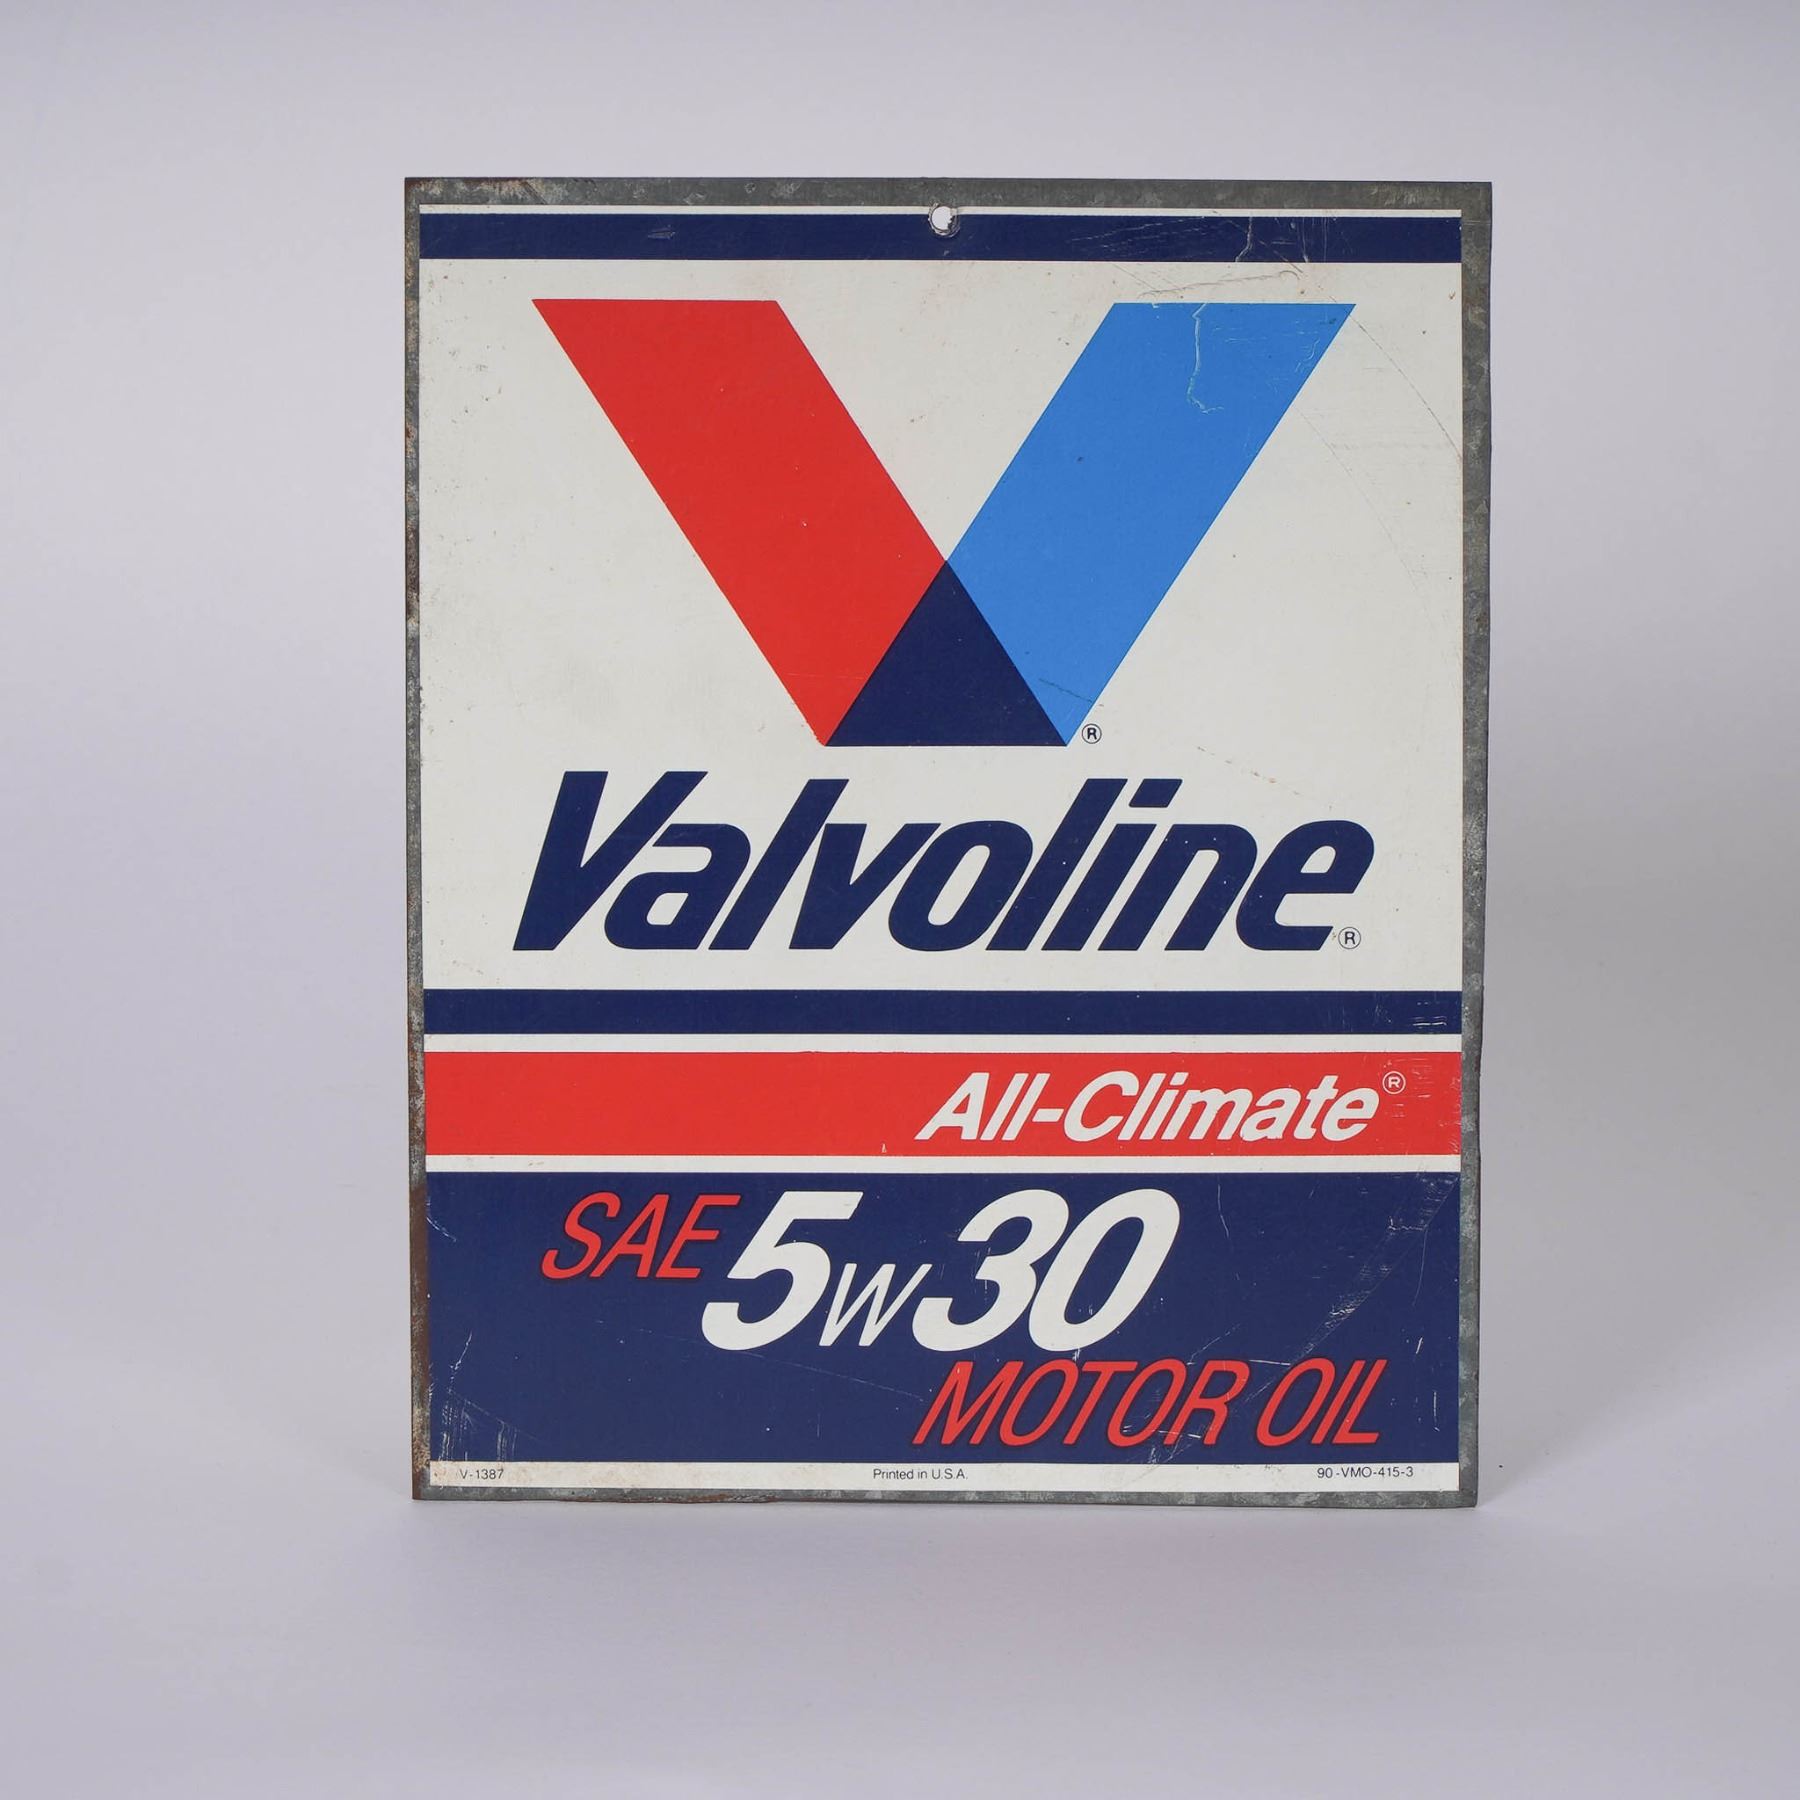 V®
Valvoline®
All-Climate®
SAE 5W30
MOTOR OIL
V-1387 Printed in U.S.A. 90-VMO-415-3